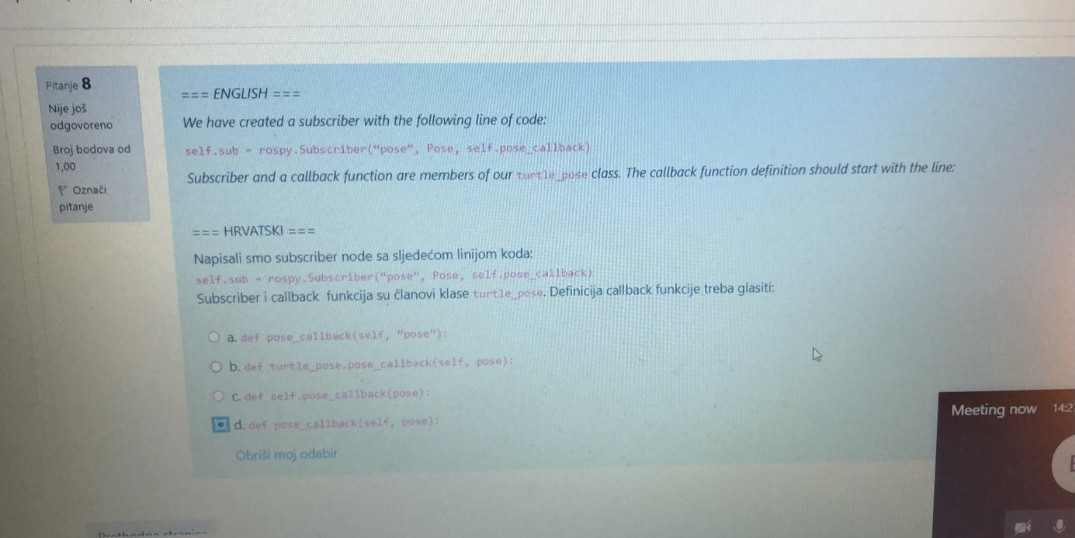 Pitanje 8
Nije još
odgovoreno
Broj bodova od
1,00
Označi
pitanje
=== ENGLISH ===
We have created a subscriber with the following line of code:
self.sub = rospy.Subscriber("pose", Pose, self.pose_callback)
Subscriber and a callback function are members of our turtle_pose class. The callback function definition should start with the line:
=== HRVATSKI ===
Napisali smo subscriber node sa sljedećom linijom koda:
self.sub = rospy.Subscriber("pose", Pose, self.pose_callback)
Subscriber i callback funkcija su članovi klase turtle_pose. Definicija callback funkcije treba glasiti:
a. def pose_callback(self, "pose"):
b. def turtle_pose.pose_callback(self, pose):
c. def self.pose_callback(pose):
d. def pose_callback(self, pose):
Obriši moj odabir
Meeting now 14:2